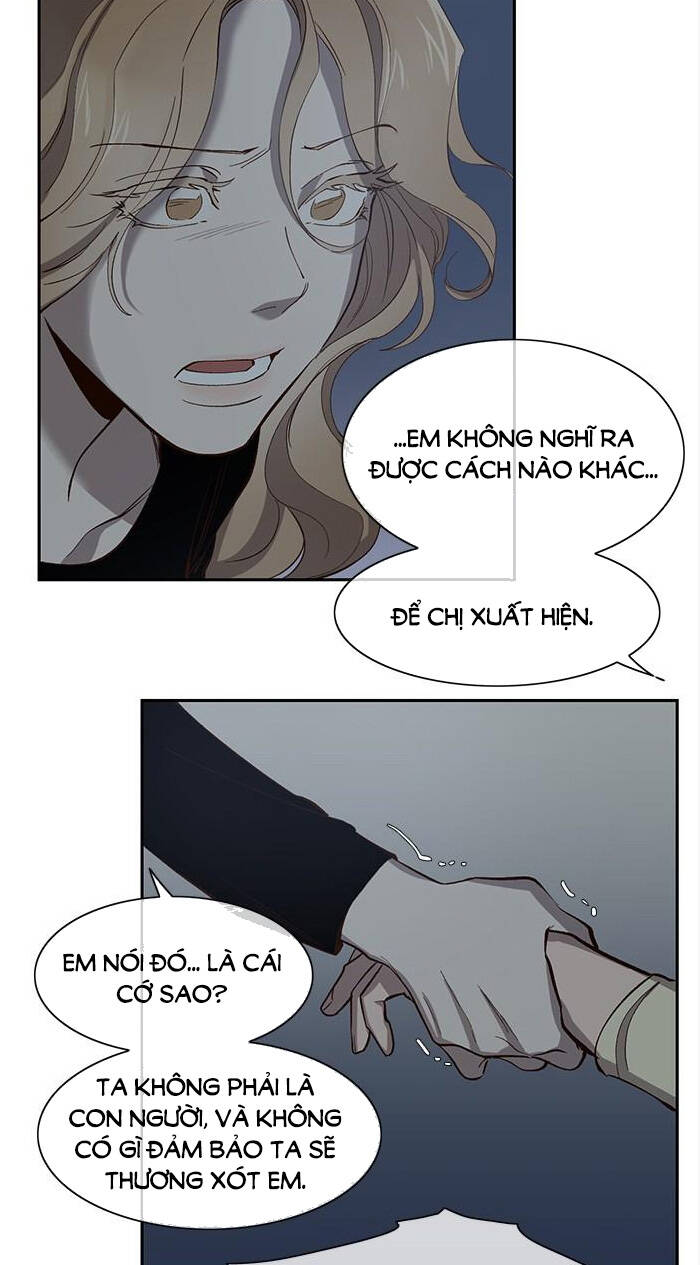 ...EM KHÔNG NGHĨ RA
ĐƯỢC CÁCH NÀO KHÁC...
ĐỂ CHỊ XUẤT HIỆN.
EM NÓI ĐÓ... LÀ CÁI
CỚ SAO?
TA KHÔNG PHẢI LÀ
CON NGƯỜI, VÀ KHÔNG
CÓ GÌ ĐẢM BẢO TA SẼ
THƯƠNG XÓT EM.